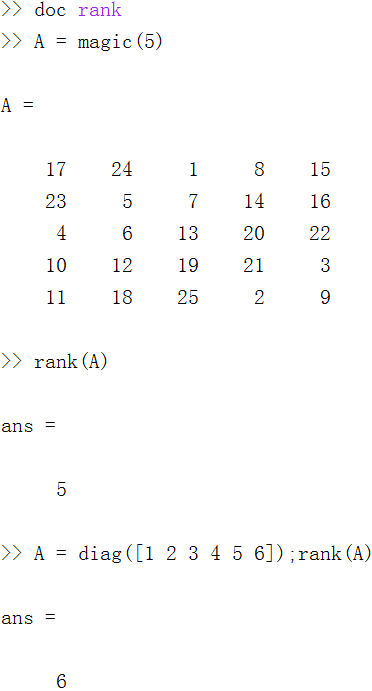 >> doc rank
>> A = magic(5)
A =
17 24 1 8 15
23 5 7 14 16
4 6 13 20 22
10 12 19 21 3
11 18 25 2 9
>> rank(A)
ans =
5
>> A = diag([1 2 3 4 5 6]);rank(A)
ans =
6